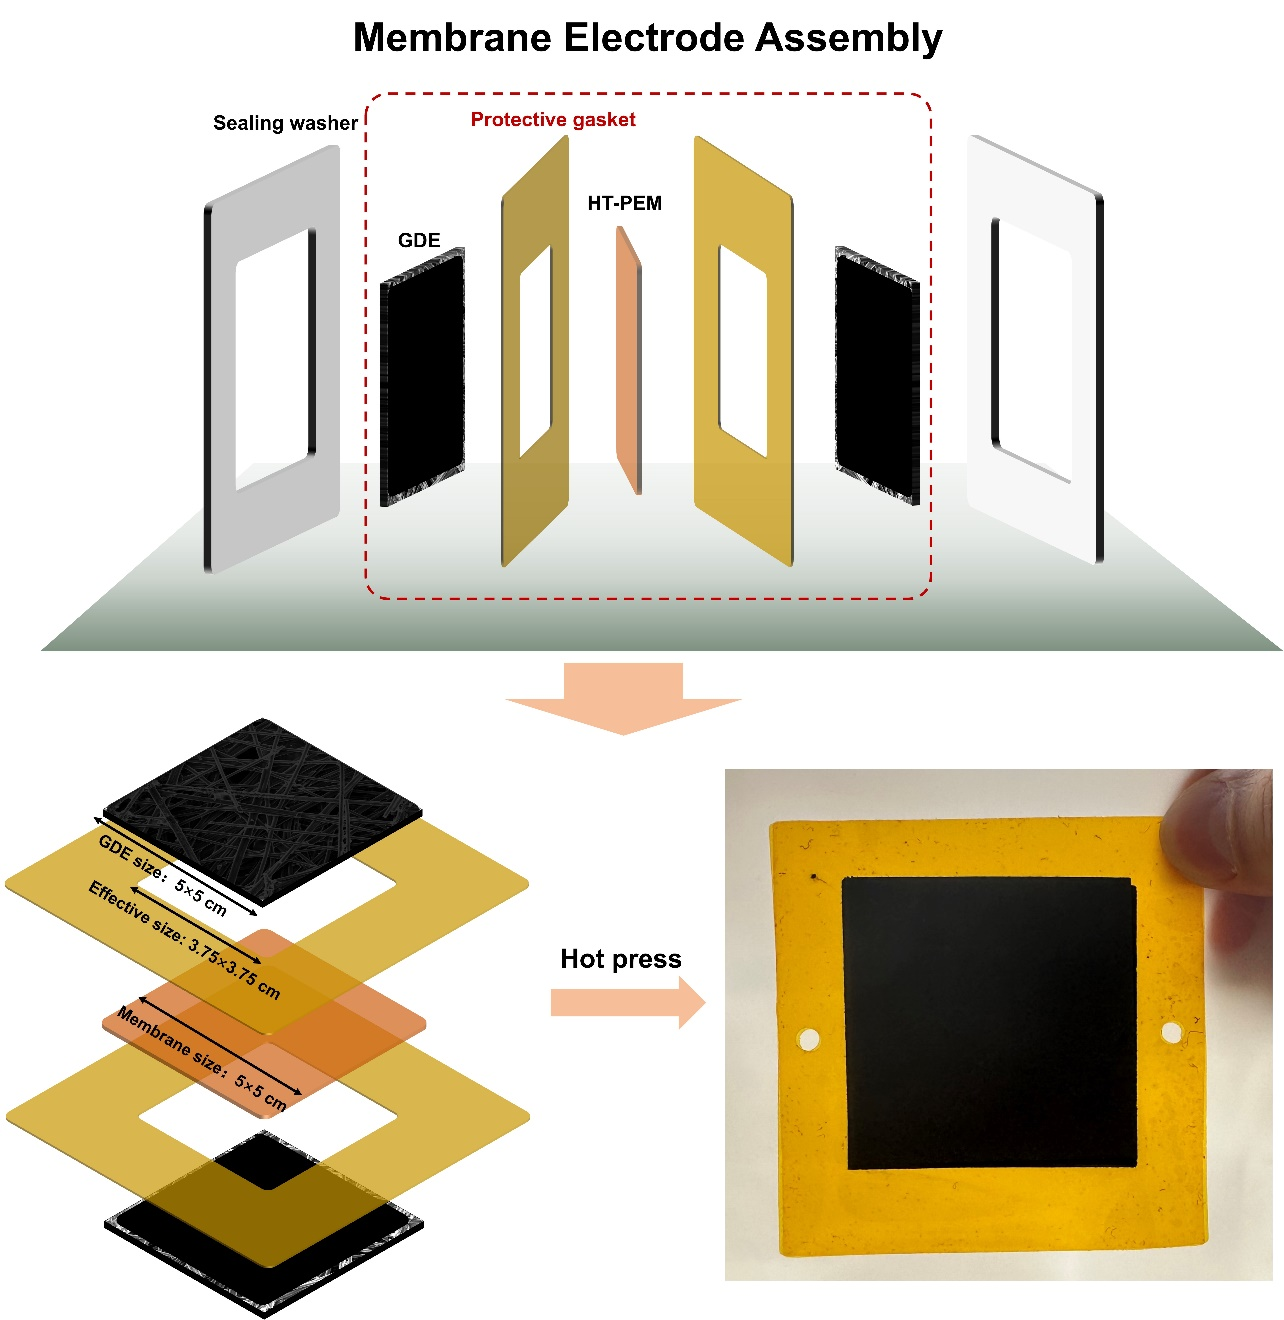 Membrane Electrode Assembly
Sealing washer
Protective gasket
HT-PEM
GDE
GDE size: 5×5 cm
Effective size: 3.75×3.75 cm
Membrane size: 5×5 cm
Hot press